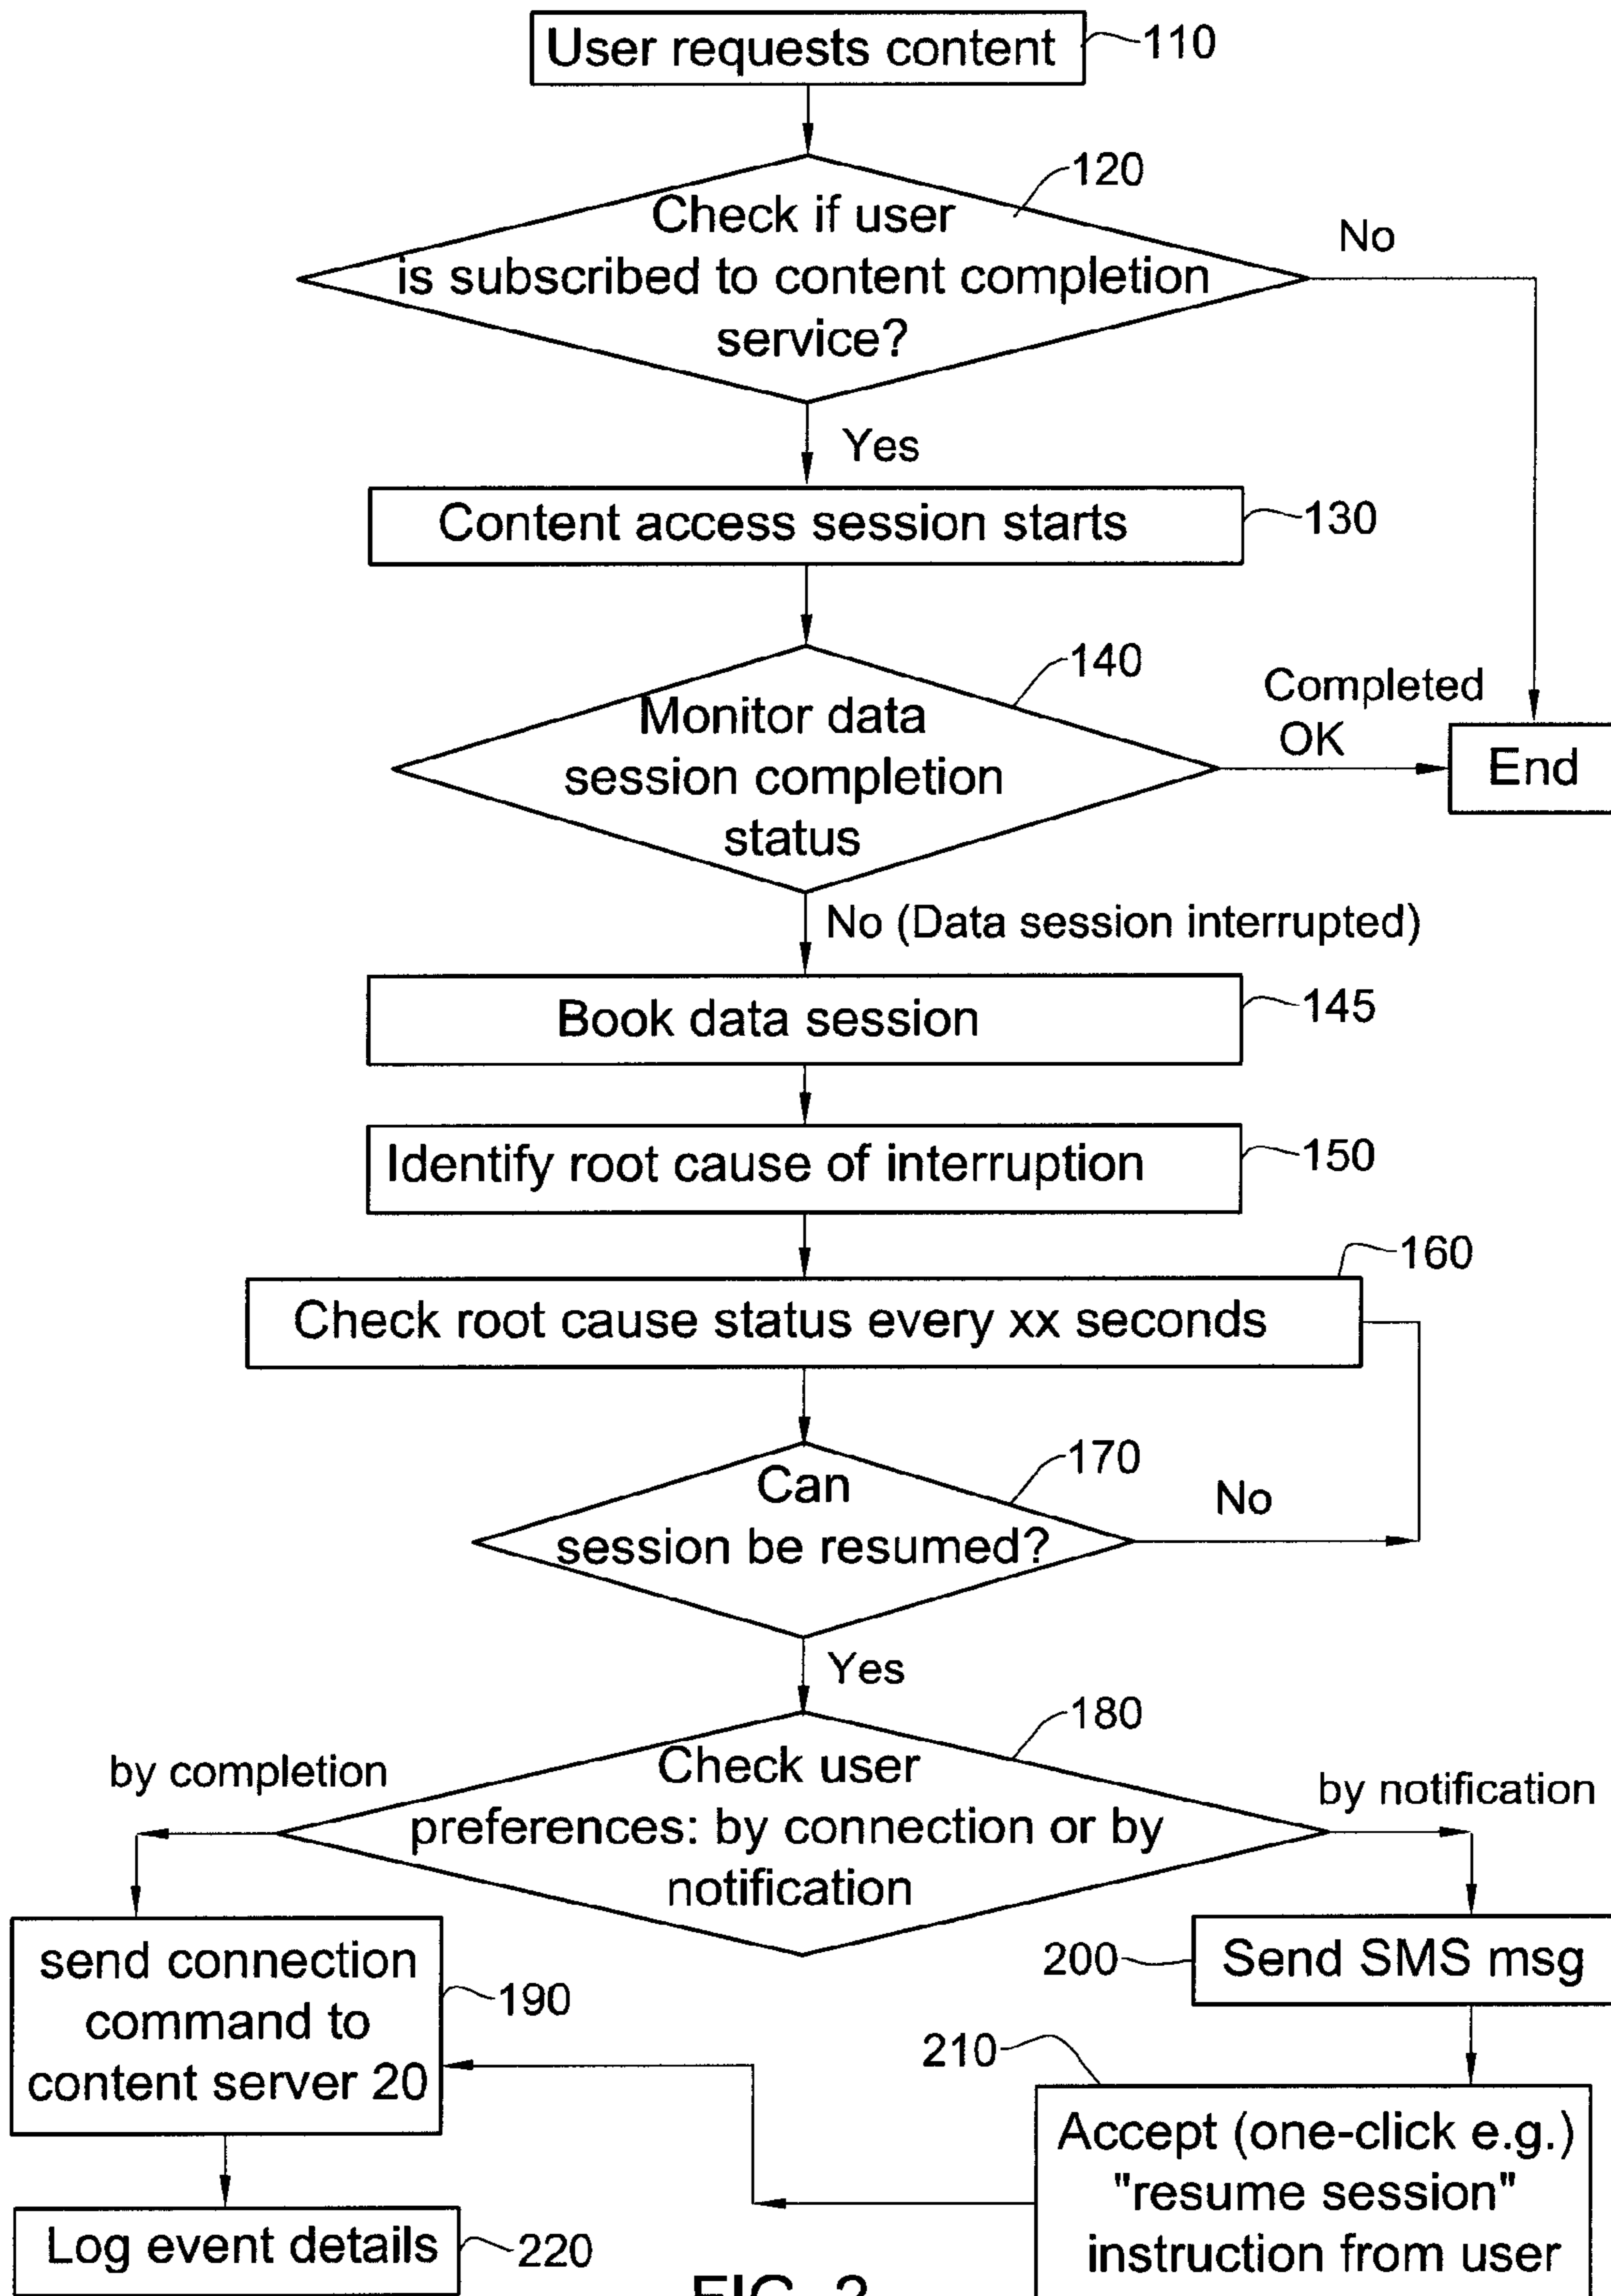 User requests content
110
120
Check if user
is subscribed to content completion
service?
No
Yes
Content access session starts
130
140
Monitor data
session completion
status
Completed
OK
End
No (Data session interrupted)
Book data session
145
Identify root cause of interruption
150
160
Check root cause status every xx seconds
170
Can
session be resumed?
No
Yes
180
by completion
Check user
preferences: by connection or by
notification
by notification
send connection
command to
content server 20
190
200
Send SMS msg
210
Accept (one-click e.g.)
"resume session"
instruction from user
Log event details
220
FIG. 2